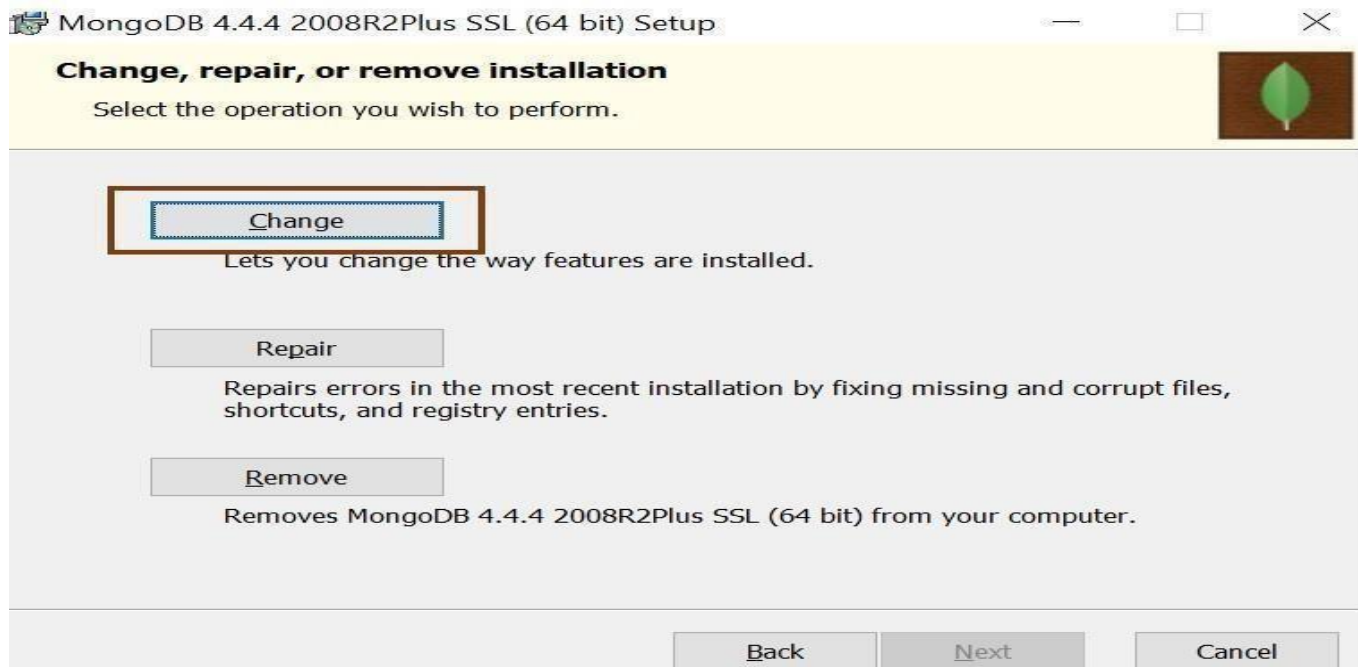 MongoDB 4.4.4 2008R2Plus SSL (64 bit) Setup
Change, repair, or remove installation
Select the operation you wish to perform.
Change
Lets you change the way features are installed.
Repair
Repairs errors in the most recent installation by fixing missing and corrupt files,
shortcuts, and registry entries.
Remove
Removes MongoDB 4.4.4 2008R2Plus SSL (64 bit) from your computer.
Back Next Cancel